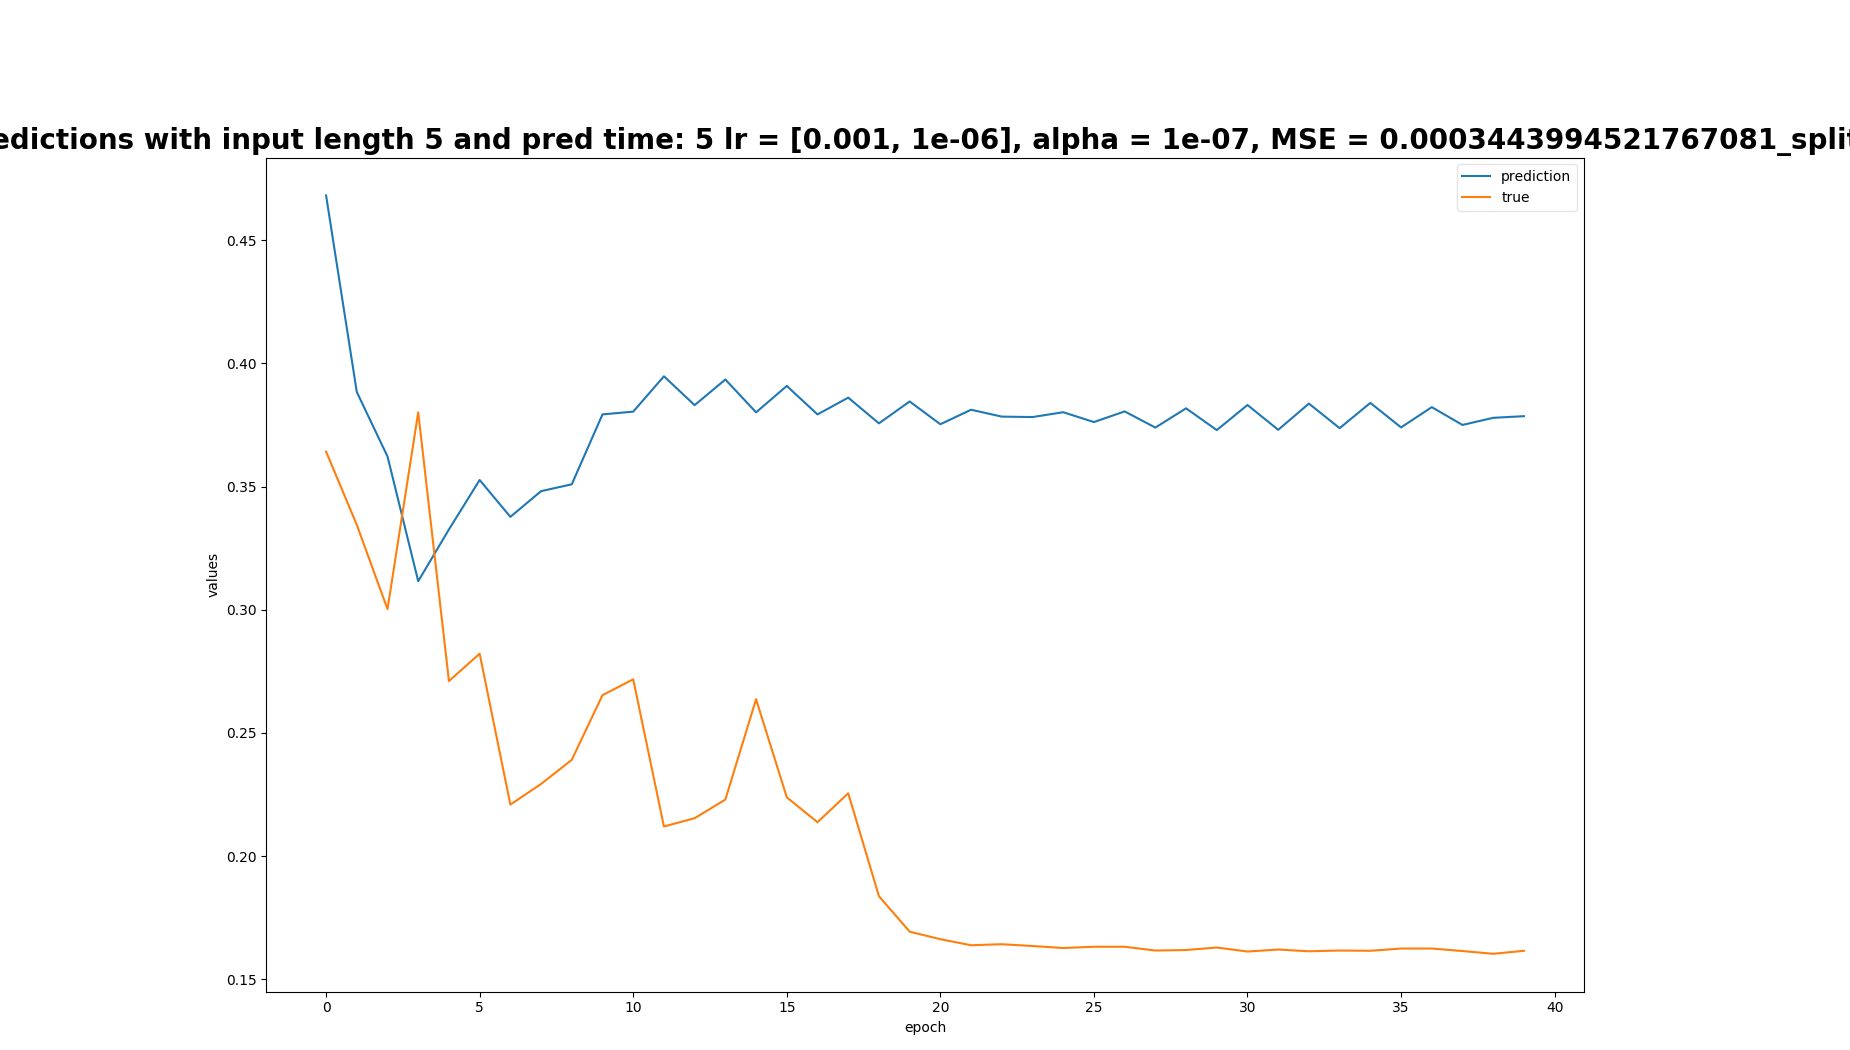 edictions with input length 5 and pred time: 5 lr = [0.001, 1e-06], alpha = 1e-07, MSE = 0.0003443994521767081_split
prediction
true
0.45
0.40
0.35
0.30
0.25
0.20
0.15
values
0 5 10 15 20 25 30 35 40
epoch